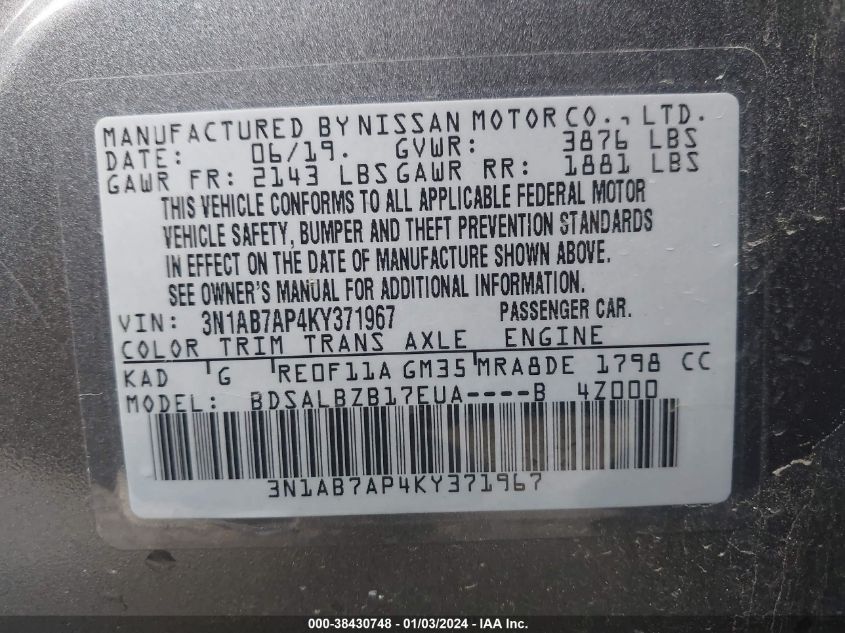 MANUFACTURED BY NISSAN MOTOR CO., LTD.
DATE: 06/19. GVWR: 3876 LBS
GAWR FR: 2143 LBS GAWR RR: 1881 LBS
THIS VEHICLE CONFORMS TO ALL APPLICABLE FEDERAL MOTOR
VEHICLE SAFETY, BUMPER AND THEFT PREVENTION STANDARDS
IN EFFECT ON THE DATE OF MANUFACTURE SHOWN ABOVE.
SEE OWNER'S MANUAL FOR ADDITIONAL INFORMATION.
VIN: 3N1AB7AP4KY371967 PASSENGER CAR.
COLOR TRIM TRANS AXLE ENGINE
KAD G RE0F11A GM35 MRA8DE 1798 CC
MODEL: BDSALBZB17EUA----B 4Z000
3N1AB7AP4KY371967
000-38430748 - 01/03/2024 - IAA Inc.